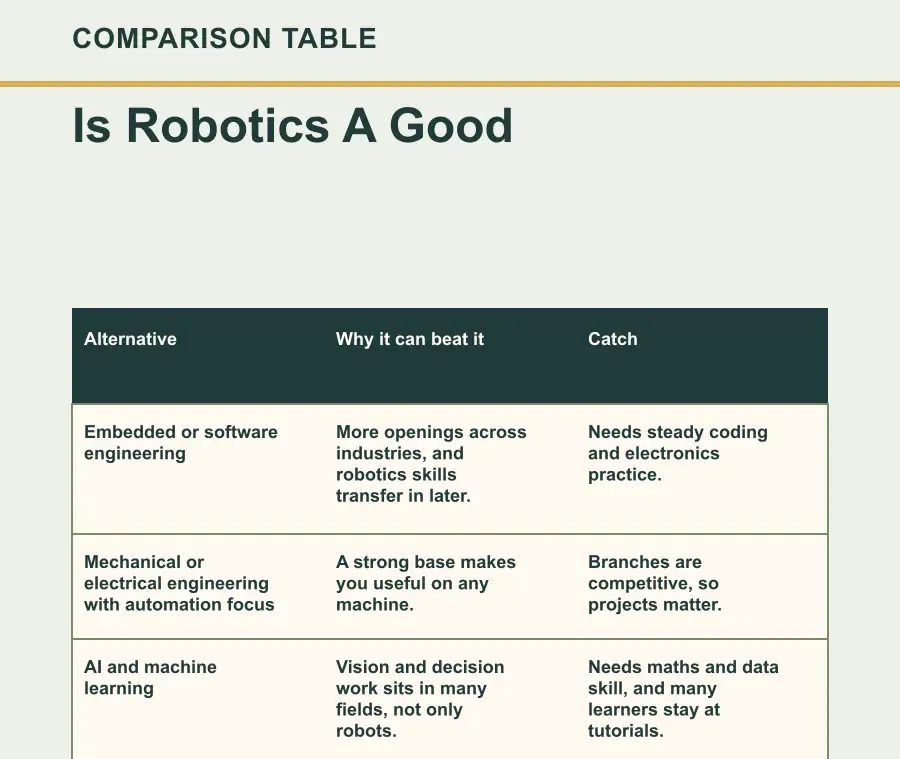 COMPARISON TABLE
Is Robotics A Good
Alternative
Why it can beat it
Catch
Embedded or software
engineering
More openings across
industries, and
robotics skills
transfer in later.
Needs steady coding
and electronics
practice.
Mechanical or
electrical engineering
with automation focus
A strong base makes
you useful on any
machine.
Branches are
competitive, so
projects matter.
AI and machine
learning
Vision and decision
work sits in many
fields, not only
robots.
Needs maths and data
skill, and many
learners stay at
tutorials.